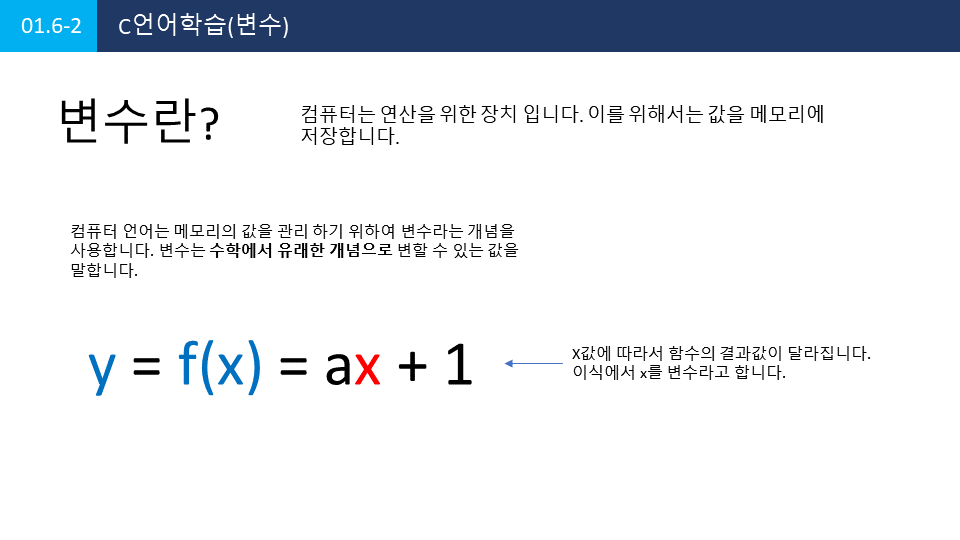 01.6-2 C언어학습(변수)
변수란?
컴퓨터는 연산을 위한 장치 입니다. 이를 위해서는 값을 메모리에
저장합니다.
컴퓨터 언어는 메모리의 값을 관리 하기 위하여 변수라는 개념을
사용합니다. 변수는 수학에서 유래한 개념으로 변할 수 있는 값을
말합니다.
y = f(x) = ax + 1
X값에 따라서 함수의 결과값이 달라집니다.
이식에서 x를 변수라고 합니다.